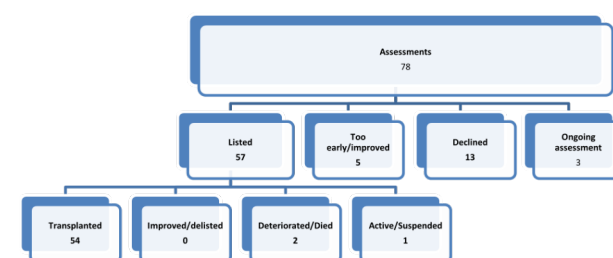 Assessments
78
Listed
57
Too
early/improved
5
Declined
13
Ongoing
assessment
3
Transplanted
54
Improved/delisted
0
Deteriorated/Died
2
Active/Suspended
1